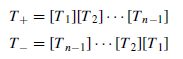 T₊ = [T₁][T₂] ⋯ [Tₙ₋₁]
T₋ = [Tₙ₋₁] ⋯ [T₂][T₁]